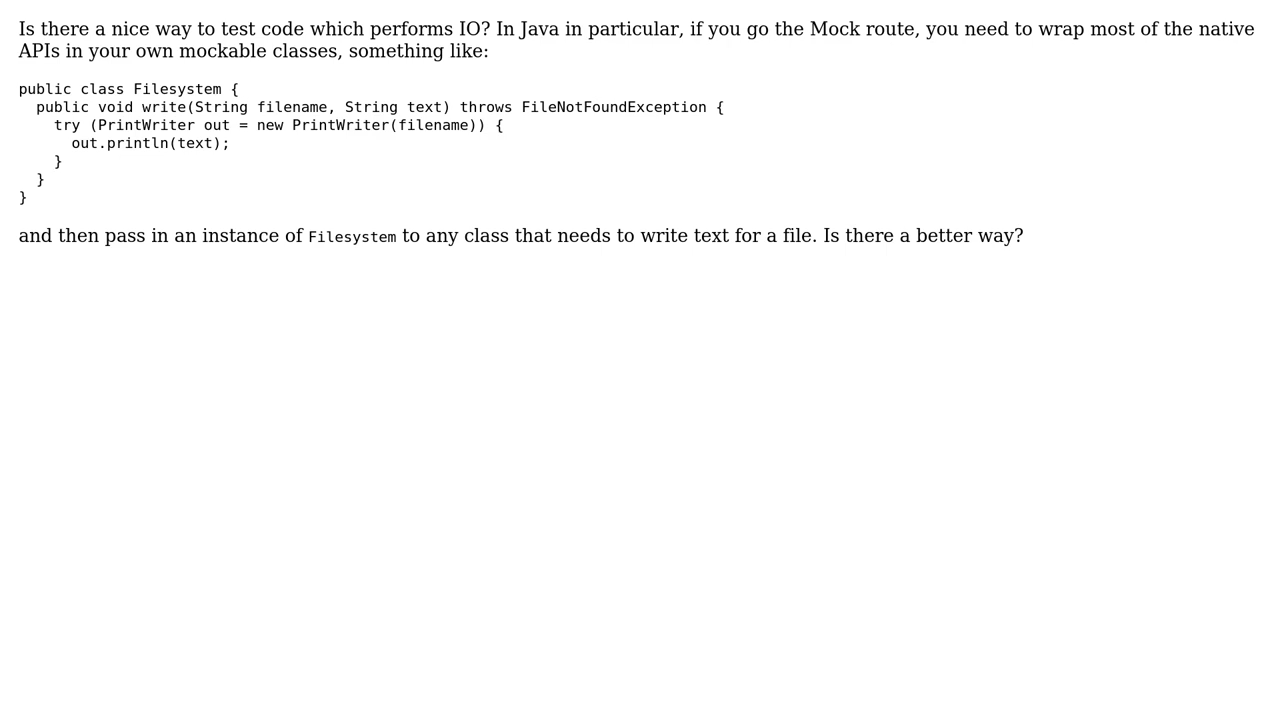 Is there a nice way to test code which performs IO? In Java in particular, if you go the Mock route, you need to wrap most of the native
APIs in your own mockable classes, something like:
public class Filesystem {
  public void write(String filename, String text) throws FileNotFoundException {
    try (PrintWriter out = new PrintWriter(filename)) {
      out.println(text);
    }
  }
}
and then pass in an instance of Filesystem to any class that needs to write text for a file. Is there a better way?